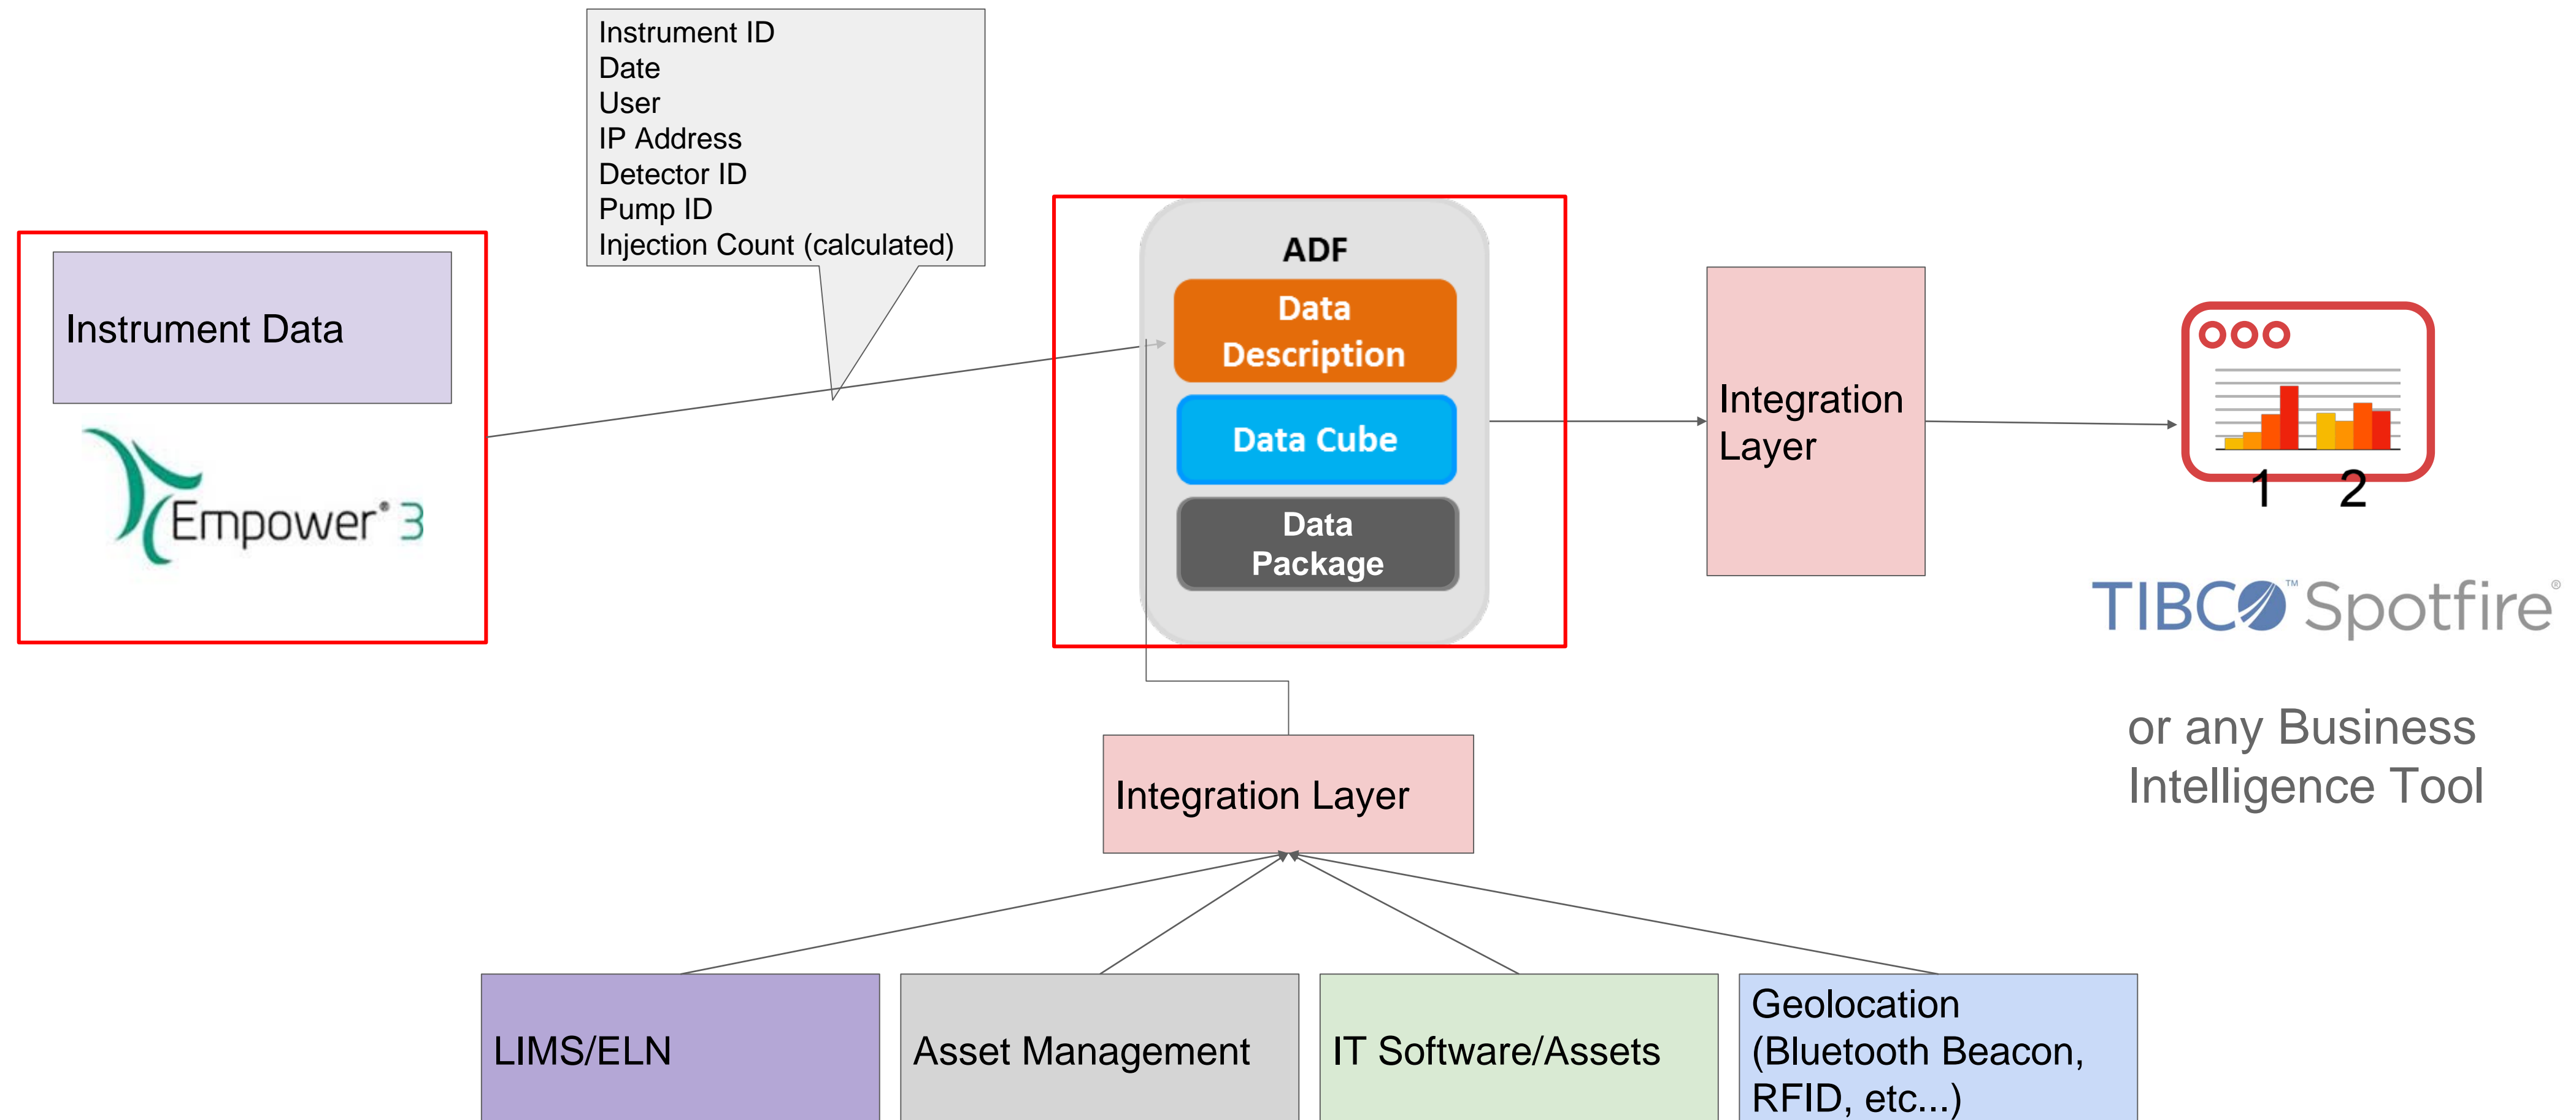 Instrument ID
Date
User
IP Address
Detector ID
Pump ID
Injection Count (calculated)
Instrument Data
Empower® 3
ADF
Data
Description
Data Cube
Data
Package
Integration
Layer
1 2
TIBCO™ Spotfire®
or any Business
Intelligence Tool
Integration Layer
LIMS/ELN
Asset Management
IT Software/Assets
Geolocation
(Bluetooth Beacon,
RFID, etc...)